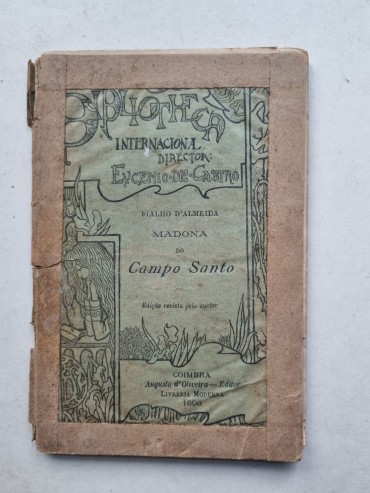 BIBLIOTHECA
INTERNACIONAL
DIRECTOR:
EUGENIO·DE·CASTRO
FIALHO D'ALMEIDA
MADONA
DO
Campo Santo
Edição revista pelo auctor
COIMBRA
Augusto d'Oliveira — Editor
LIVRARIA MODERNA
1896